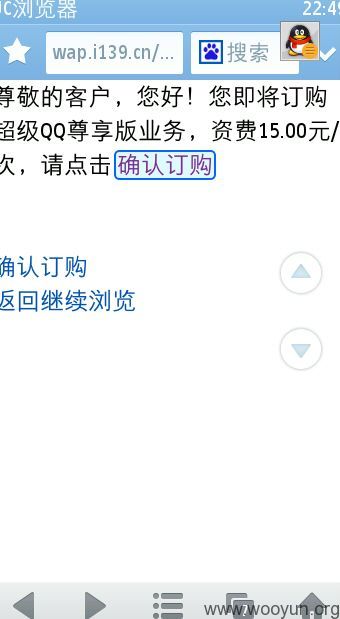 UC浏览器 22:49
wap.i139.cn/... 搜索
尊敬的客户，您好！您即将订购
超级QQ尊享版业务，资费15.00元/
次，请点击确认订购
确认订购
返回继续浏览
7
www.wooyun.org